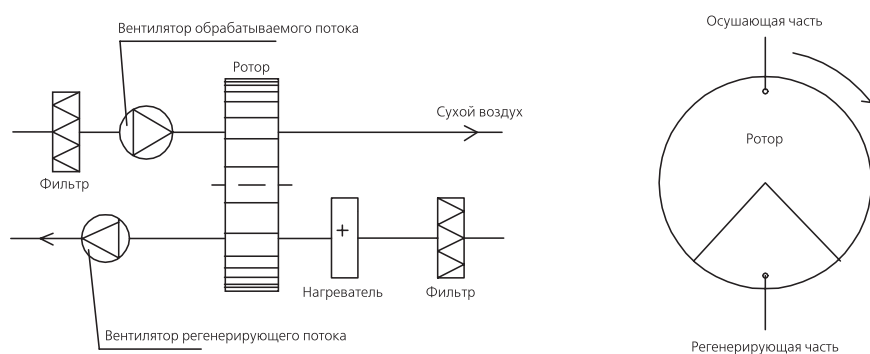 Вентилятор обрабатываемого потока
Ротор
Сухой воздух
Фильтр
Нагреватель
Фильтр
Вентилятор регенерирующего потока
Осушающая часть
Ротор
Регенерирующая часть